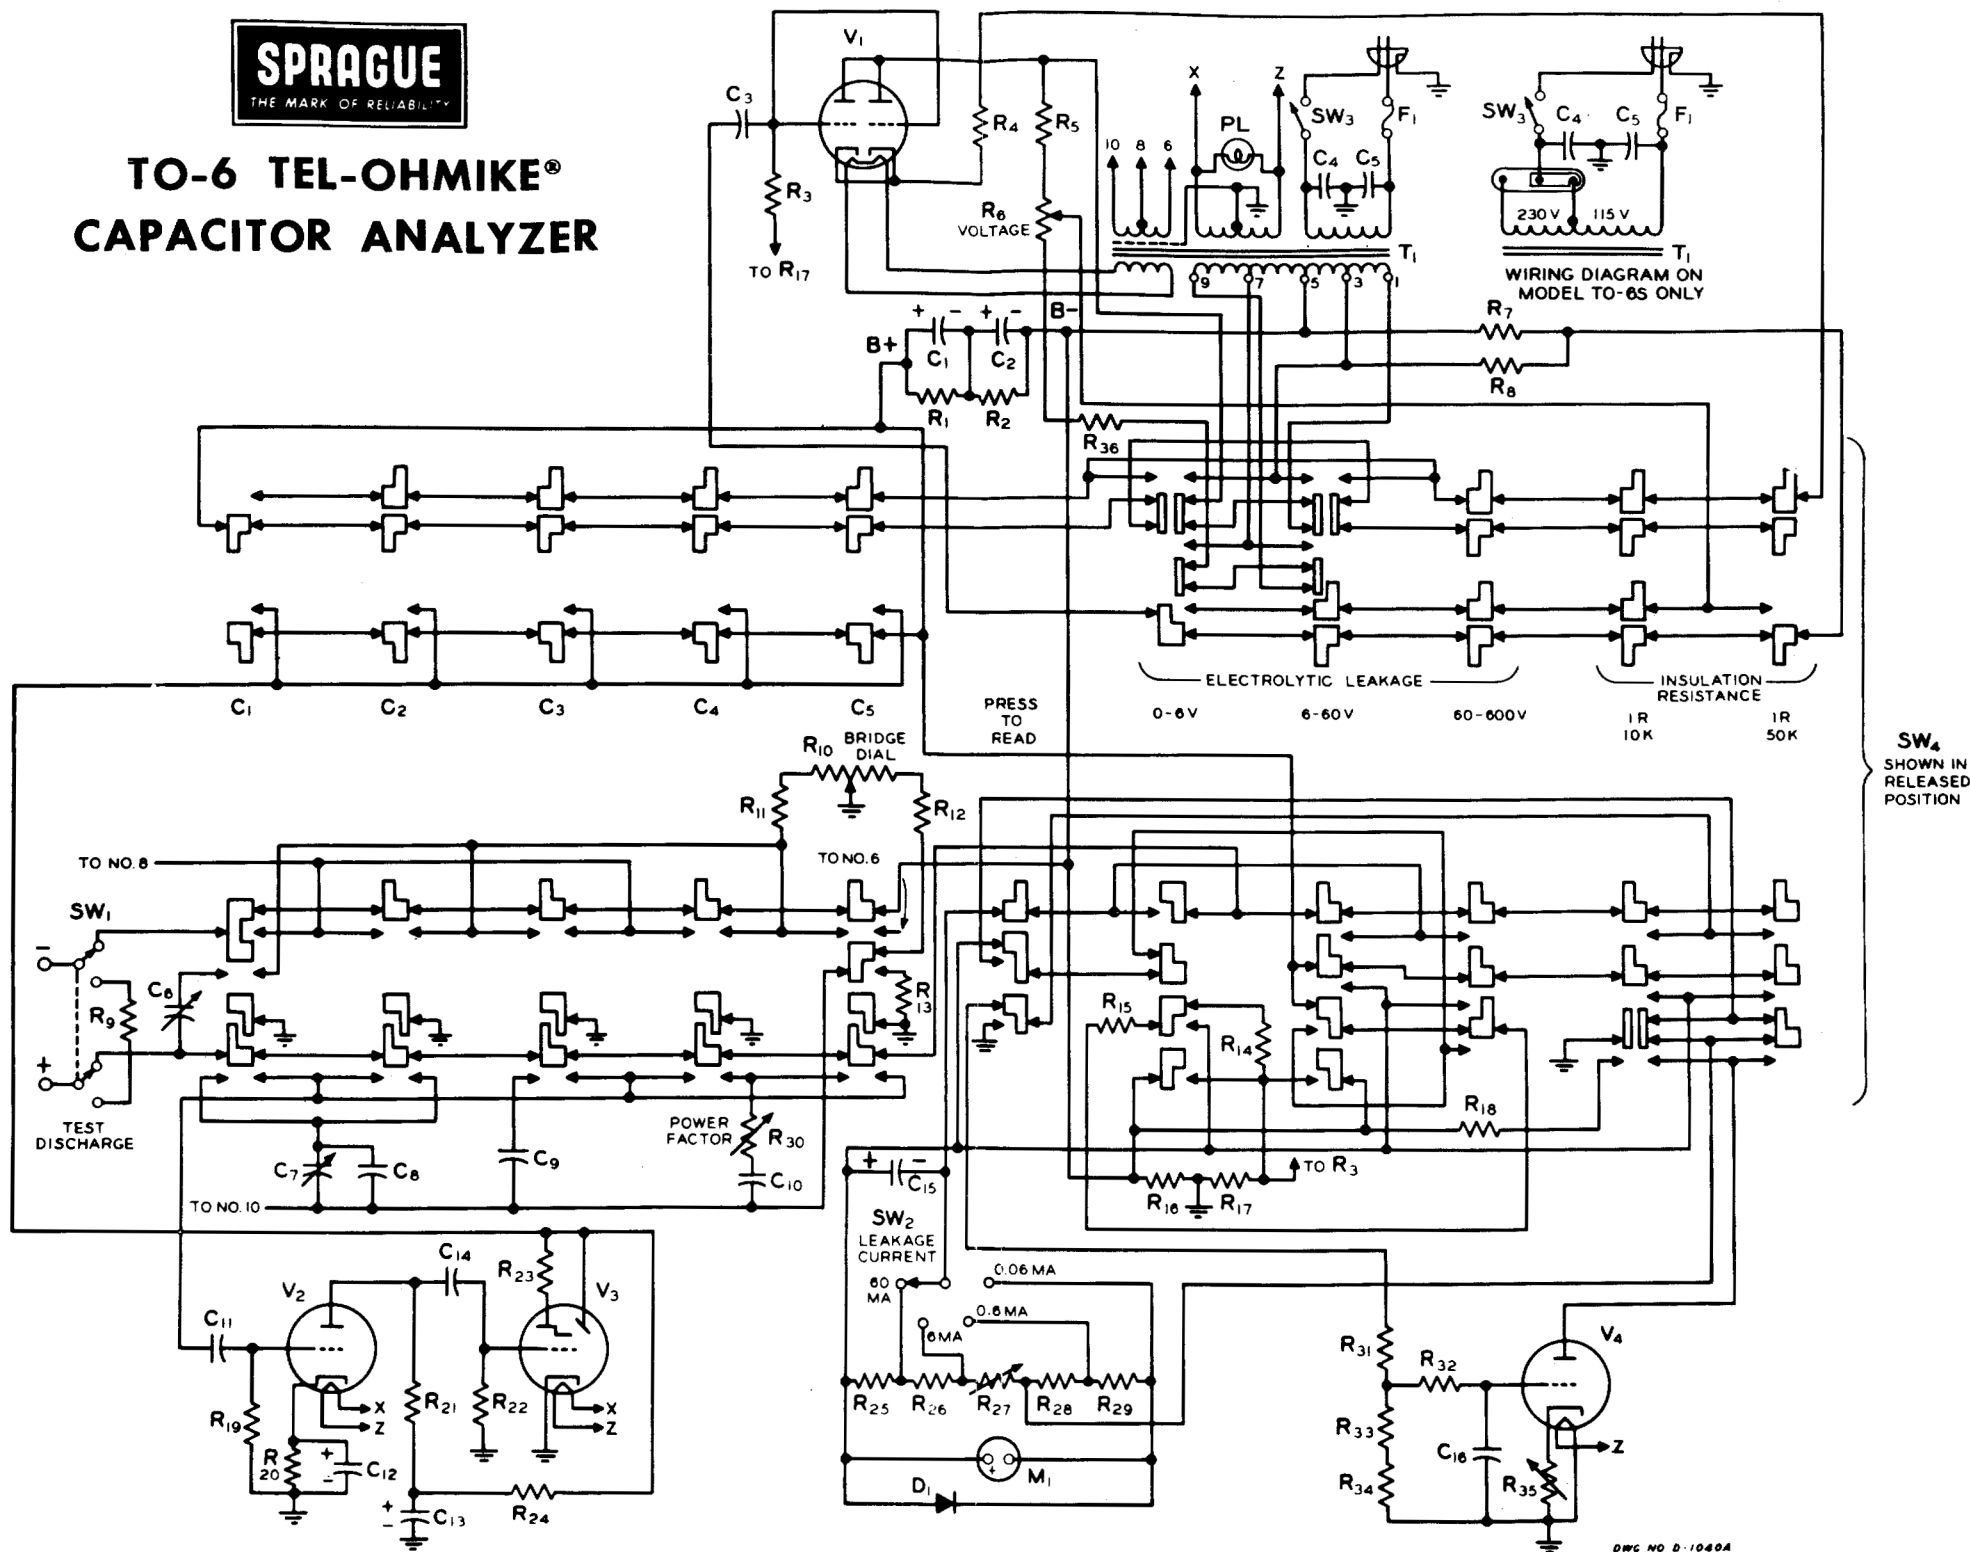 SPRAGUE
THE MARK OF RELIABILITY
TO-6 TEL-OHMIKE®
CAPACITOR ANALYZER
V1
C3
R3
TO R17
R4
R5
R6
VOLTAGE
10 8 6
X
Z
PL
SW3
F1
C4 C5
T1
SW3
C4 C5
F1
230 V 115 V
T1
WIRING DIAGRAM ON
MODEL TO-6S ONLY
9 7 5 3 1
B+
+ - + -
B-
C1 C2
R1 R2
R7
R8
R36
C1 C2 C3 C4 C5
PRESS
TO
READ
ELECTROLYTIC LEAKAGE
0-6V 6-60V 60-600V
INSULATION
RESISTANCE
IR
10K
IR
50K
SW4
SHOWN IN
RELEASED
POSITION
R10
BRIDGE
DIAL
R11
R12
TO NO. 8
TO NO. 6
SW1
-
+
R9
C6
R13
TEST
DISCHARGE
C7
C8
C9
POWER
FACTOR
R30
C10
TO NO. 10
R15
R14
R18
+ -
C15
R16
R17
TO R3
SW2
LEAKAGE
CURRENT
60
MA
0.06 MA
0.6 MA
6 MA
R25 R26 R27 R28 R29
M1
+
D1
V2
C11
R19
R20
+
-
C12
X
Z
C14
R21
R22
R23
V3
X
Z
+
-
C13
R24
R31
R32
R33
R34
C16
R35
V4
Z
DWG NO D-1040A